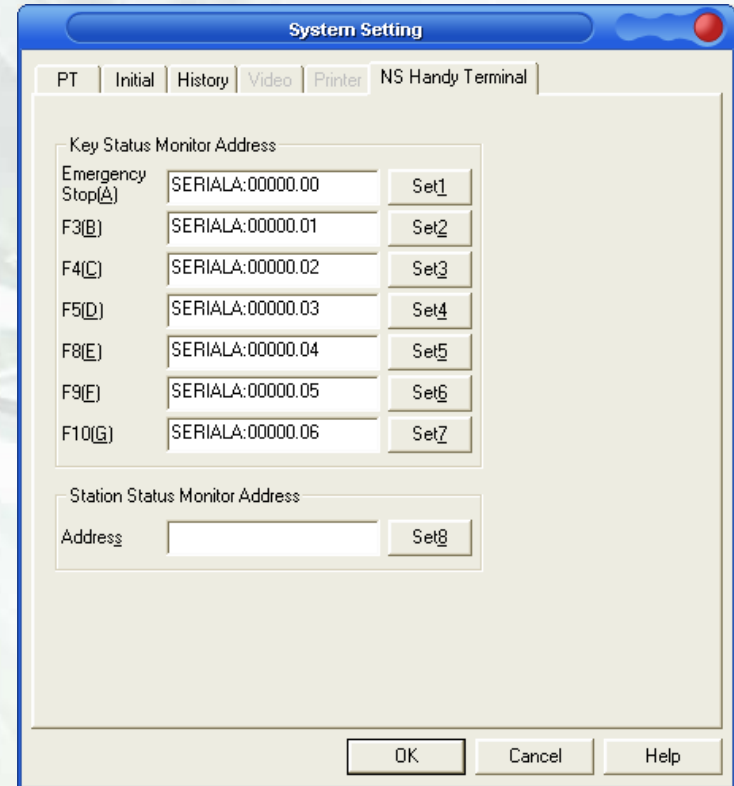 System Setting
PT Initial History Video Printer NS Handy Terminal
Key Status Monitor Address
Emergency
Stop(A) SERIALA:00000.00 Set1
F3(B) SERIALA:00000.01 Set2
F4(C) SERIALA:00000.02 Set3
F5(D) SERIALA:00000.03 Set4
F8(E) SERIALA:00000.04 Set5
F9(F) SERIALA:00000.05 Set6
F10(G) SERIALA:00000.06 Set7
Station Status Monitor Address
Address Set8
OK Cancel Help